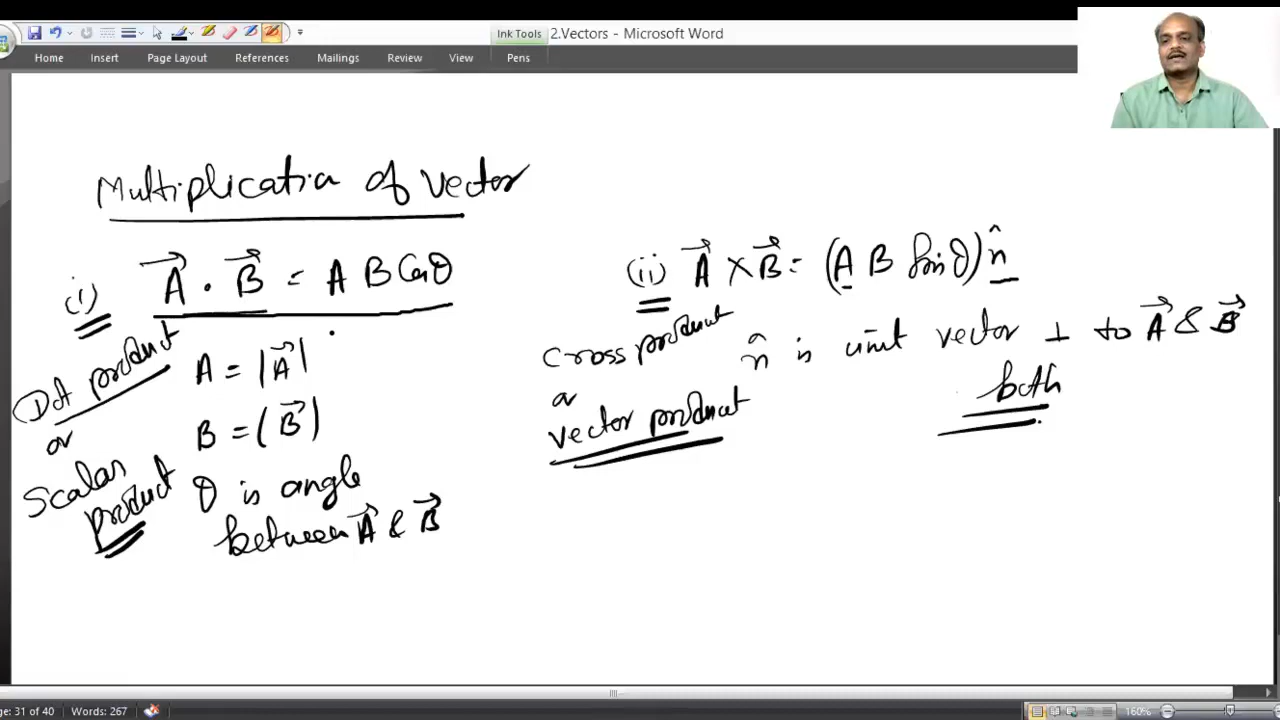 Ink Tools 2.Vectors - Microsoft Word
Home Insert Page Layout References Mailings Review View Pens
Multiplication of vector
(i) A⃗ · B⃗ = A B Cosθ
Dot product
or
Scalar
product
A = |A⃗|
B = (B⃗)
θ is angle
between A⃗ & B⃗
(ii) A⃗ × B⃗ = (A B Sinθ) n̂
Cross product
or
vector product
n̂ is unit vector ⊥ to A⃗ & B⃗
both
ge: 31 of 40 Words: 267 160%